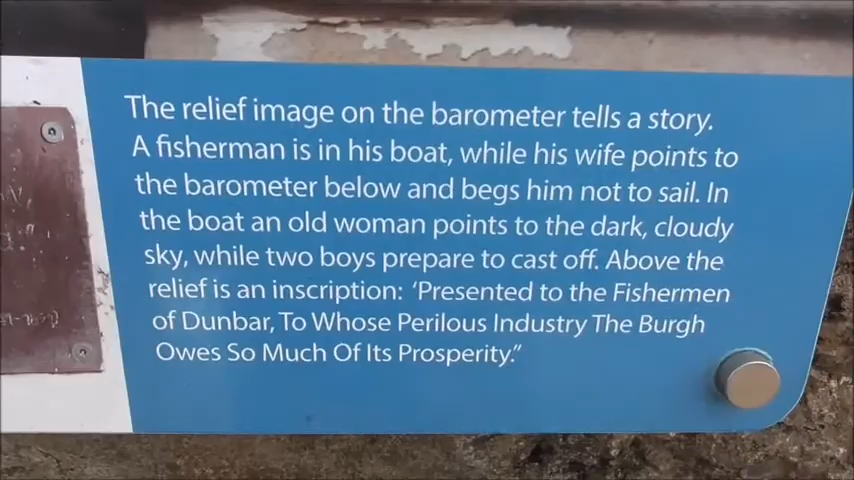 'The relief image on the barometer tells a story.
A fisherman is in his boat, while his wife points to
the barometer below and begs him not to sail. In
the boat an old woman points to the dark, cloudy
sky, while two boys prepare to cast off. Above the
relief is an inscription: 'Presented to the Fishermen
of Dunbar, To Whose Perilous Industry The Burgh
Owes So Much Of Its Prosperity."